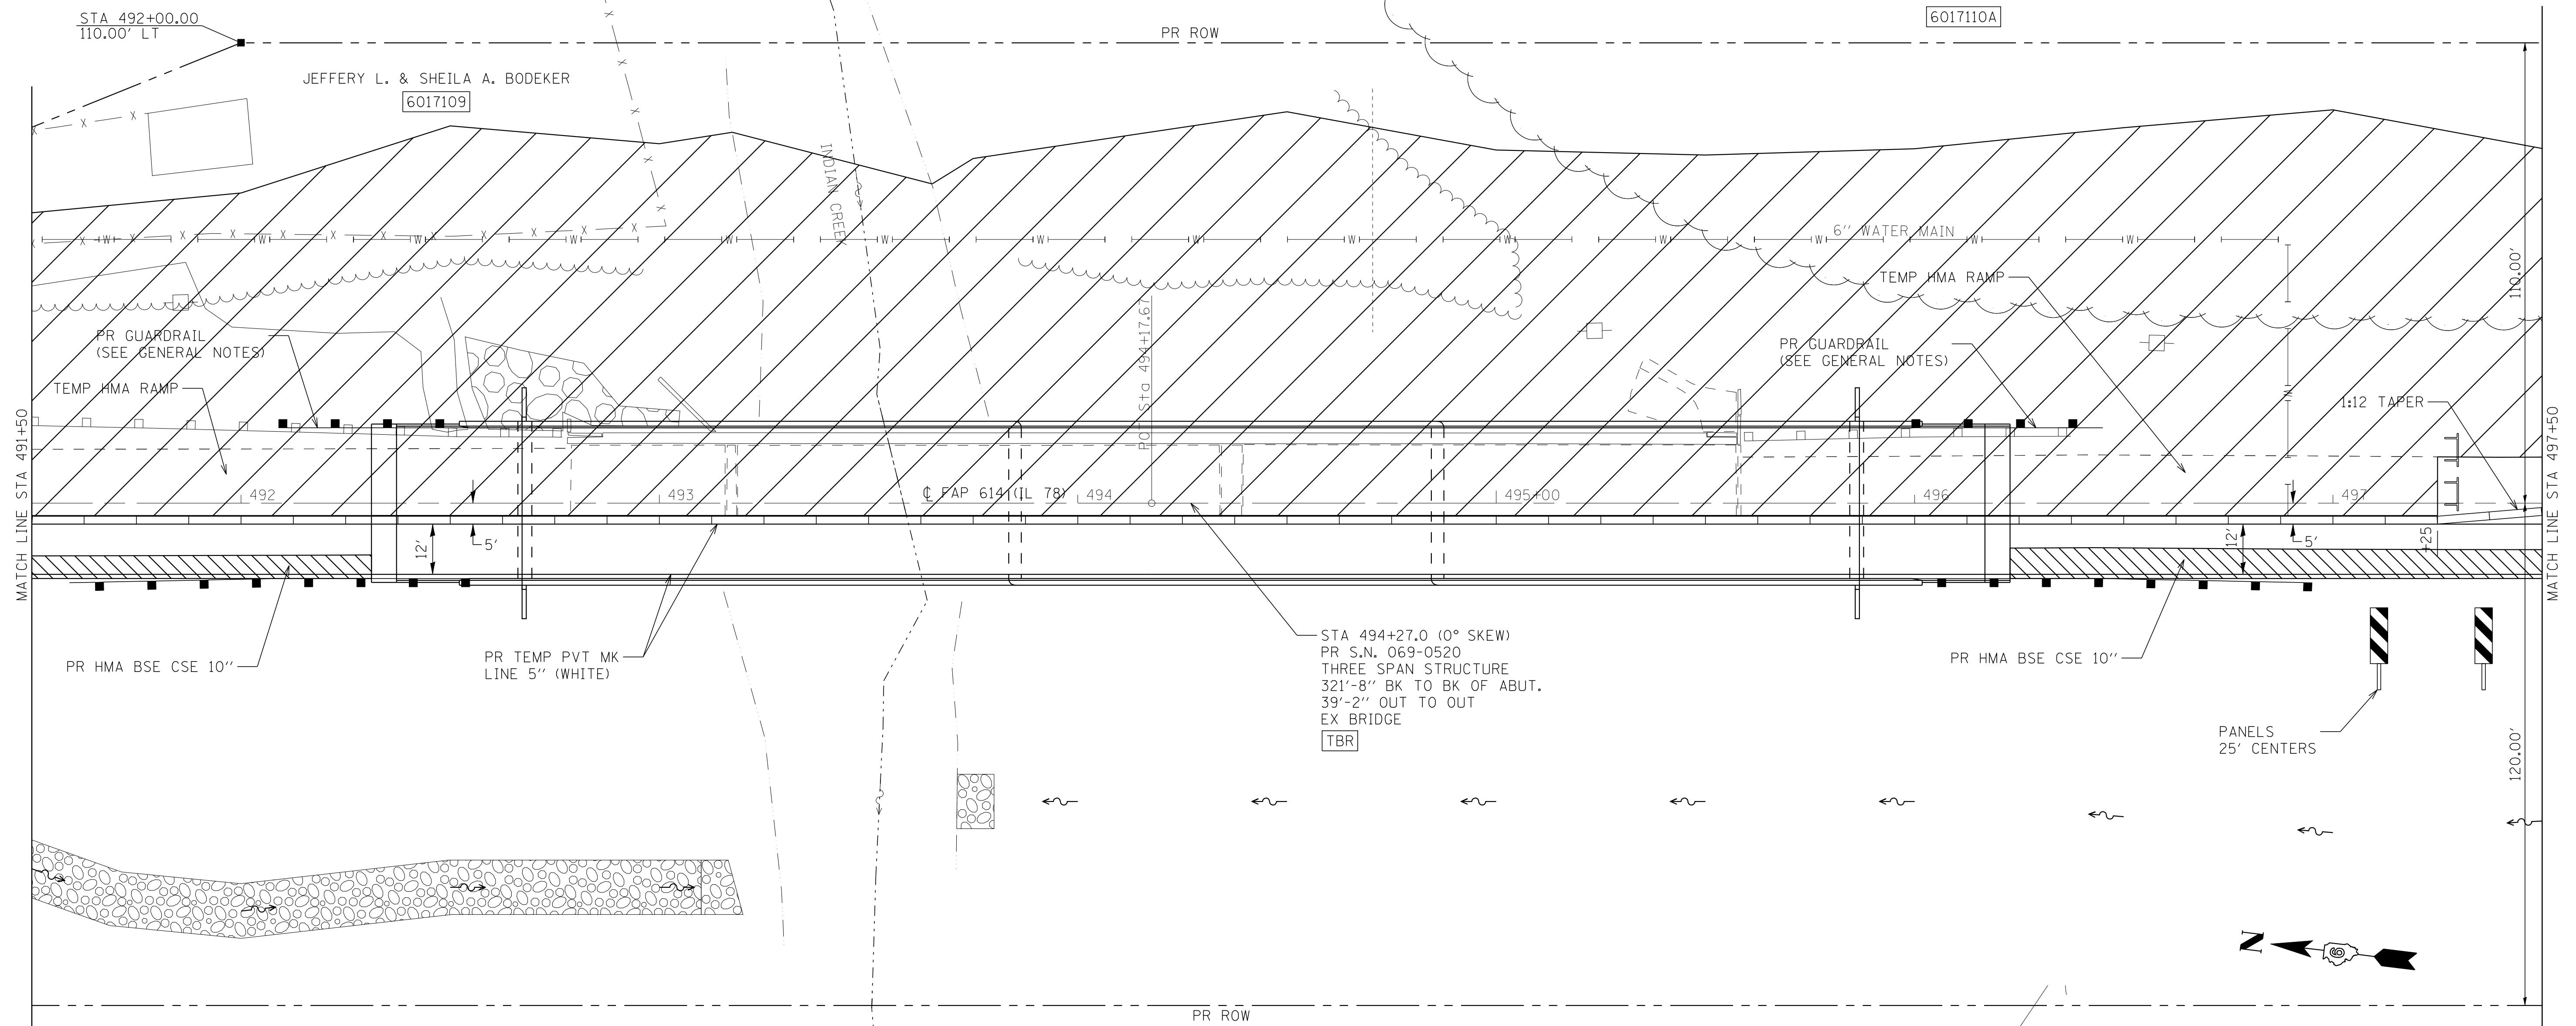 STA 492+00.00
110.00' LT
PR ROW
6017110A
JEFFERY L. & SHEILA A. BODEKER
6017109
INDIAN CREEK
W W W W W W W W W W W W W W
6'' WATER MAIN
TEMP HMA RAMP
110.00'
PR GUARDRAIL
(SEE GENERAL NOTES)
TEMP HMA RAMP
PR GUARDRAIL
(SEE GENERAL NOTES)
W
1:12 TAPER
PO-- Sta 494+17.67
MATCH LINE STA 491+50
MATCH LINE STA 497+50
492
493
℄ FAP 614 (IL 78)
494
495+00
496
497
12'
5'
12'
5'
+25
STA 494+27.0 (0° SKEW)
PR S.N. 069-0520
THREE SPAN STRUCTURE
321'-8'' BK TO BK OF ABUT.
39'-2'' OUT TO OUT
EX BRIDGE
TBR
PR HMA BSE CSE 10''
PR TEMP PVT MK
LINE 5'' (WHITE)
PR HMA BSE CSE 10''
PANELS
25' CENTERS
120.00'
N
6
PR ROW